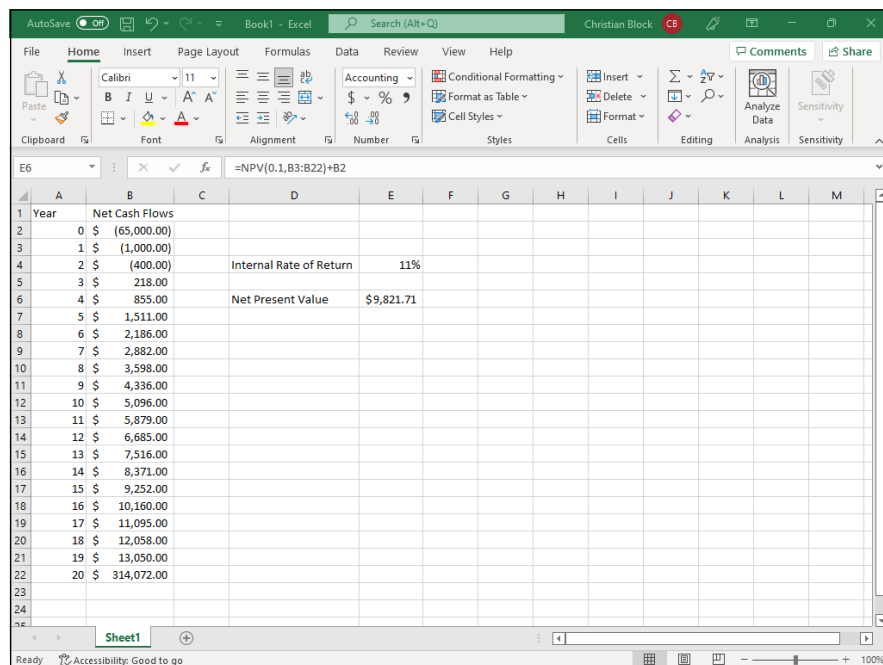 AutoSave Off Book1 - Excel Search (Alt+Q) Christian Block CB
File Home Insert Page Layout Formulas Data Review View Help Comments Share
Paste Calibri 11 B I U A A A ab Accounting $ % 9 .00 Conditional Formatting Format as Table Cell Styles Insert Delete Format Analyze Data Sensitivity
Clipboard Font Alignment Number Styles Cells Editing Analysis Sensitivity
E6 fx =NPV(0.1,B3:B22)+B2
A B C D E F G H I J K L M
1 Year Net Cash Flows
2 0 $ (65,000.00)
3 1 $ (1,000.00)
4 2 $ (400.00) Internal Rate of Return 11%
5 3 $ 218.00
6 4 $ 855.00 Net Present Value $9,821.71
7 5 $ 1,511.00
8 6 $ 2,186.00
9 7 $ 2,882.00
10 8 $ 3,598.00
11 9 $ 4,336.00
12 10 $ 5,096.00
13 11 $ 5,879.00
14 12 $ 6,685.00
15 13 $ 7,516.00
16 14 $ 8,371.00
17 15 $ 9,252.00
18 16 $ 10,160.00
19 17 $ 11,095.00
20 18 $ 12,058.00
21 19 $ 13,050.00
22 20 $ 314,072.00
23
24
25
Sheet1
Ready Accessibility: Good to go 100%